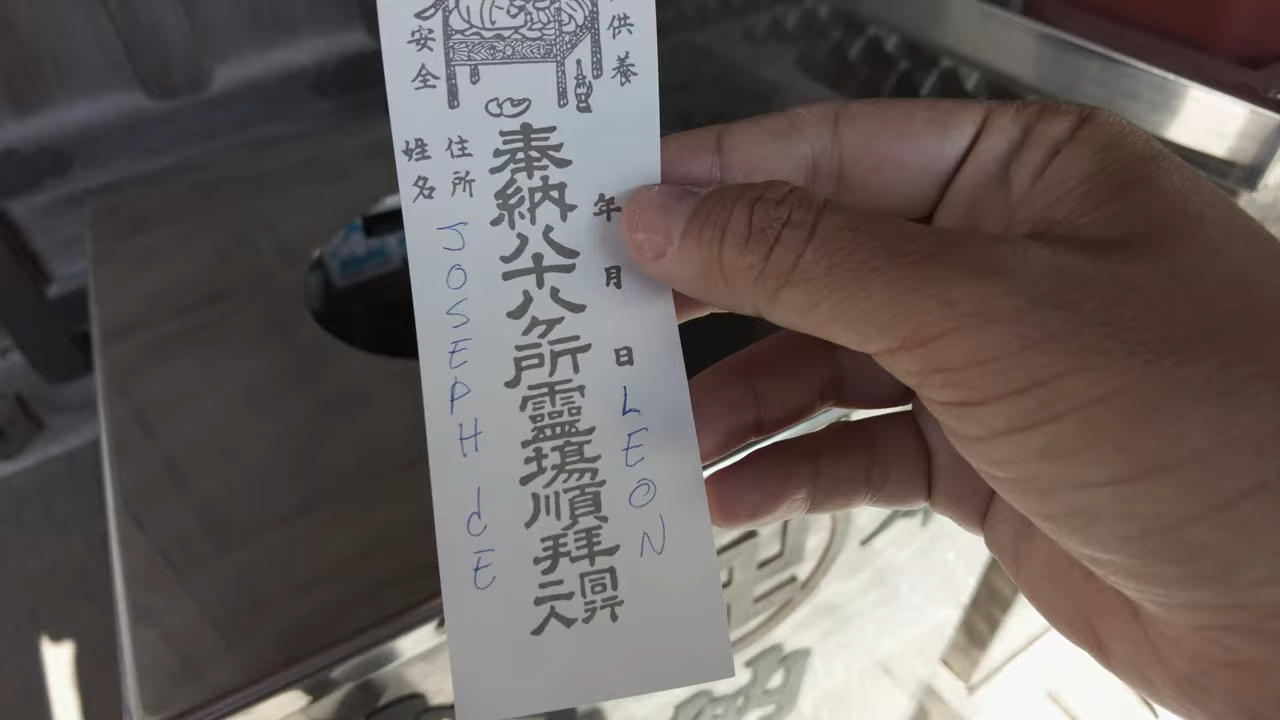 供養
年 月 日
LEON
奉納八十八ケ所霊場順拝
同行
二人
住所
姓名
安全
JOSEPH dE